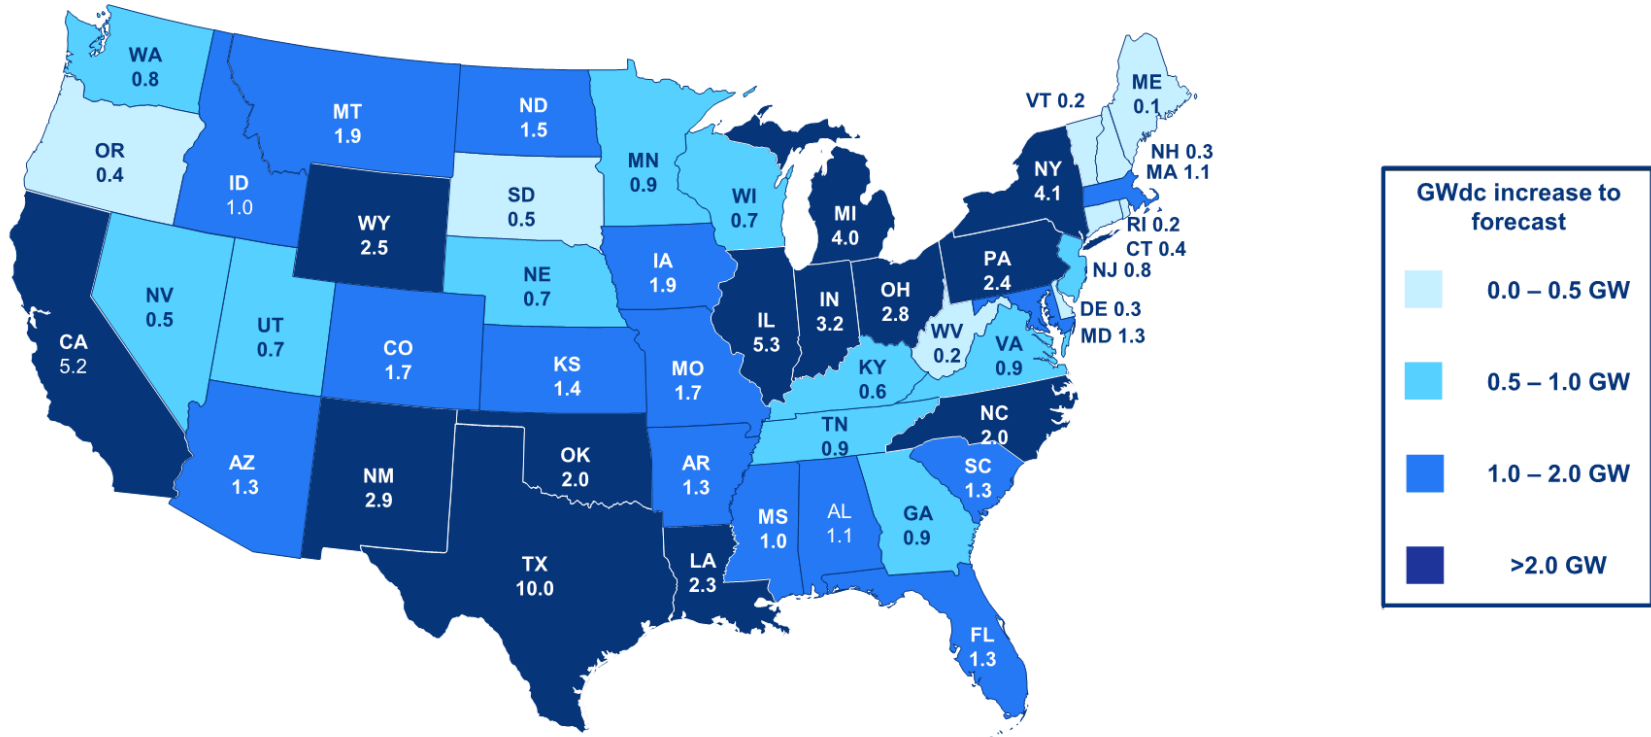 WA
0.8
OR
0.4
CA
5.2
NV
0.5
ID
1.0
MT
1.9
WY
2.5
UT
0.7
AZ
1.3
CO
1.7
NM
2.9
ND
1.5
SD
0.5
NE
0.7
KS
1.4
OK
2.0
TX
10.0
MN
0.9
IA
1.9
MO
1.7
AR
1.3
LA
2.3
WI
0.7
IL
5.3
MI
4.0
IN
3.2
OH
2.8
KY
0.6
TN
0.9
MS
1.0
AL
1.1
GA
0.9
FL
1.3
SC
1.3
NC
2.0
VA
0.9
WV
0.2
PA
2.4
NY
4.1
VT 0.2
ME
0.1
NH 0.3
MA 1.1
RI 0.2
CT 0.4
NJ 0.8
DE 0.3
MD 1.3
GWdc increase to
forecast
0.0 – 0.5 GW
0.5 – 1.0 GW
1.0 – 2.0 GW
>2.0 GW